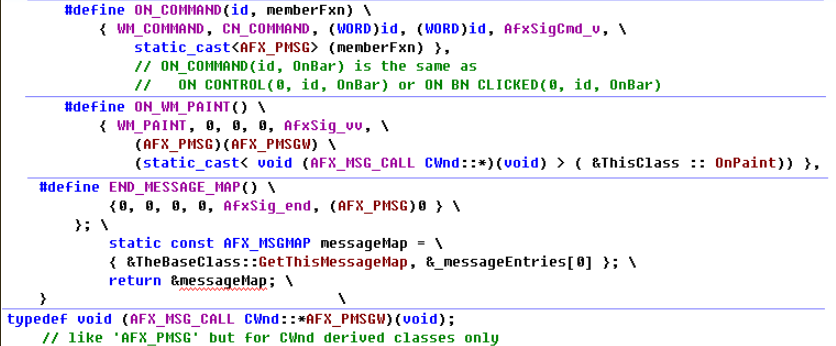 #define ON_COMMAND(id, memberFxn) \
{ WM_COMMAND, CN_COMMAND, (WORD)id, (WORD)id, AfxSigCmd_v, \
static_cast<AFX_PMSG> (memberFxn) },
// ON_COMMAND(id, OnBar) is the same as
// ON CONTROL(0, id, OnBar) or ON BN CLICKED(0, id, OnBar)
#define ON_WM_PAINT() \
{ WM_PAINT, 0, 0, 0, AfxSig_vv, \
(AFX_PMSG)(AFX_PMSGW) \
(static_cast< void (AFX_MSG_CALL CWnd::*)(void) > ( &ThisClass :: OnPaint)) },
#define END_MESSAGE_MAP() \
{0, 0, 0, 0, AfxSig_end, (AFX_PMSG)0 } \
}; \
static const AFX_MSGMAP messageMap = \
{ &TheBaseClass::GetThisMessageMap, &_messageEntries[0] }; \
return &messageMap; \
} \
typedef void (AFX_MSG_CALL CWnd::*AFX_PMSGW)(void);
// like 'AFX_PMSG' but for CWnd derived classes only